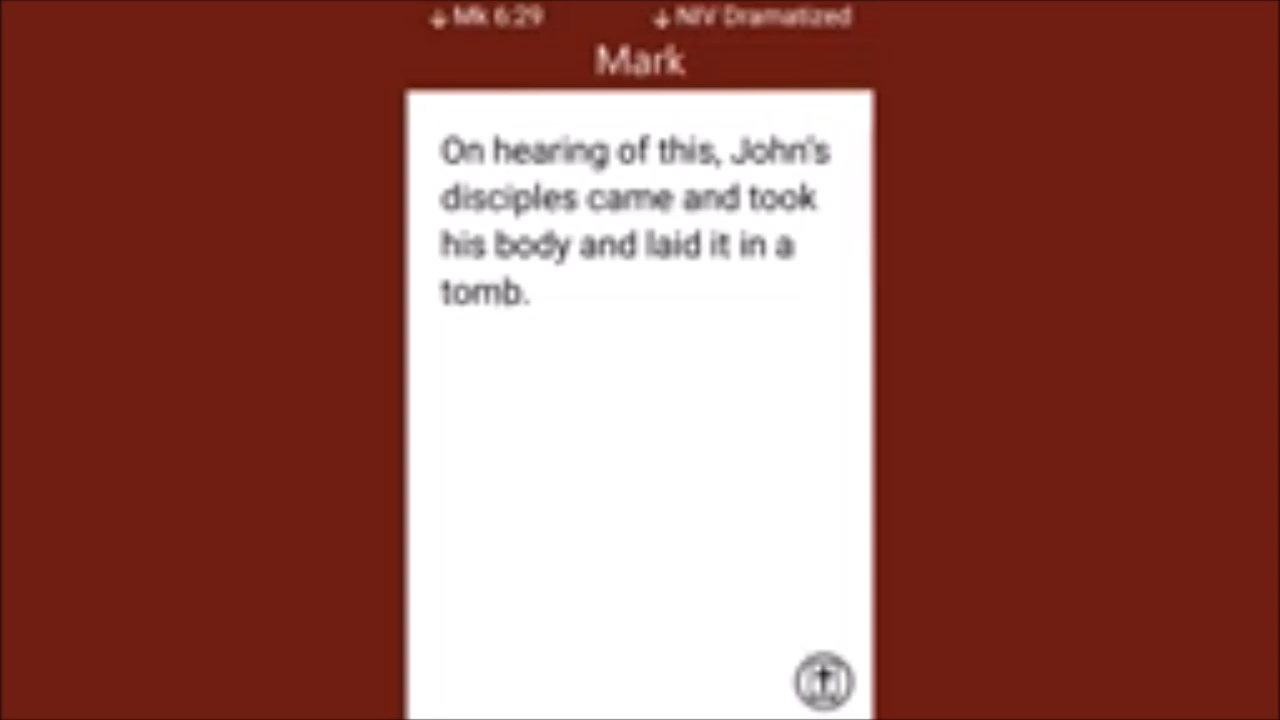 Mk 6:29 NIV Dramatized
Mark
On hearing of this, John's
disciples came and took
his body and laid it in a
tomb.